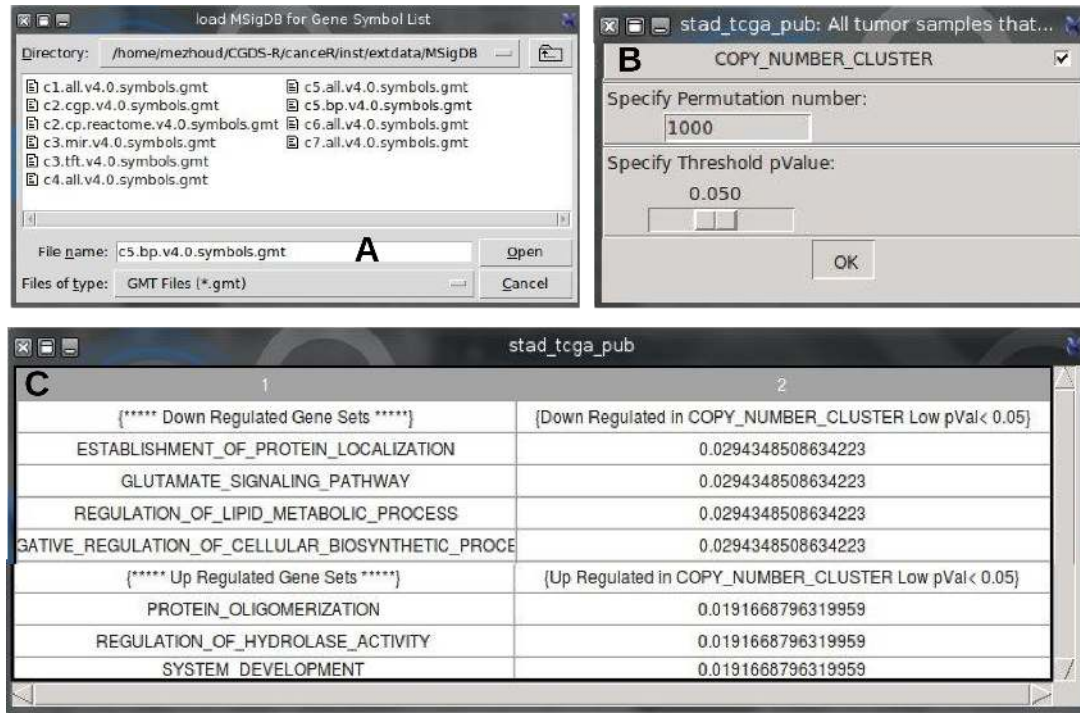 load MSigDB for Gene Symbol List
Directory: /home/mezhoud/CGDS-R/canceR/inst/extdata/MSigDB
c1.all.v4.0.symbols.gmt c5.all.v4.0.symbols.gmt
c2.cgp.v4.0.symbols.gmt c5.bp.v4.0.symbols.gmt
c2.cp.reactome.v4.0.symbols.gmt c6.all.v4.0.symbols.gmt
c3.mir.v4.0.symbols.gmt c7.all.v4.0.symbols.gmt
c3.tft.v4.0.symbols.gmt
c4.all.v4.0.symbols.gmt
File name: c5.bp.v4.0.symbols.gmt A Open
Files of type: GMT Files (*.gmt) Cancel
stad_tcga_pub: All tumor samples that...
B COPY_NUMBER_CLUSTER
Specify Permutation number:
1000
Specify Threshold pValue:
0.050
OK
stad_tcga_pub
C 1 2
{***** Down Regulated Gene Sets *****} {Down Regulated in COPY_NUMBER_CLUSTER Low pVal< 0.05}
ESTABLISHMENT_OF_PROTEIN_LOCALIZATION 0.0294348508634223
GLUTAMATE_SIGNALING_PATHWAY 0.0294348508634223
REGULATION_OF_LIPID_METABOLIC_PROCESS 0.0294348508634223
GATIVE_REGULATION_OF_CELLULAR_BIOSYNTHETIC_PROCE 0.0294348508634223
{***** Up Regulated Gene Sets *****} {Up Regulated in COPY_NUMBER_CLUSTER Low pVal< 0.05}
PROTEIN_OLIGOMERIZATION 0.0191668796319959
REGULATION_OF_HYDROLASE_ACTIVITY 0.0191668796319959
SYSTEM_DEVELOPMENT 0.0191668796319959